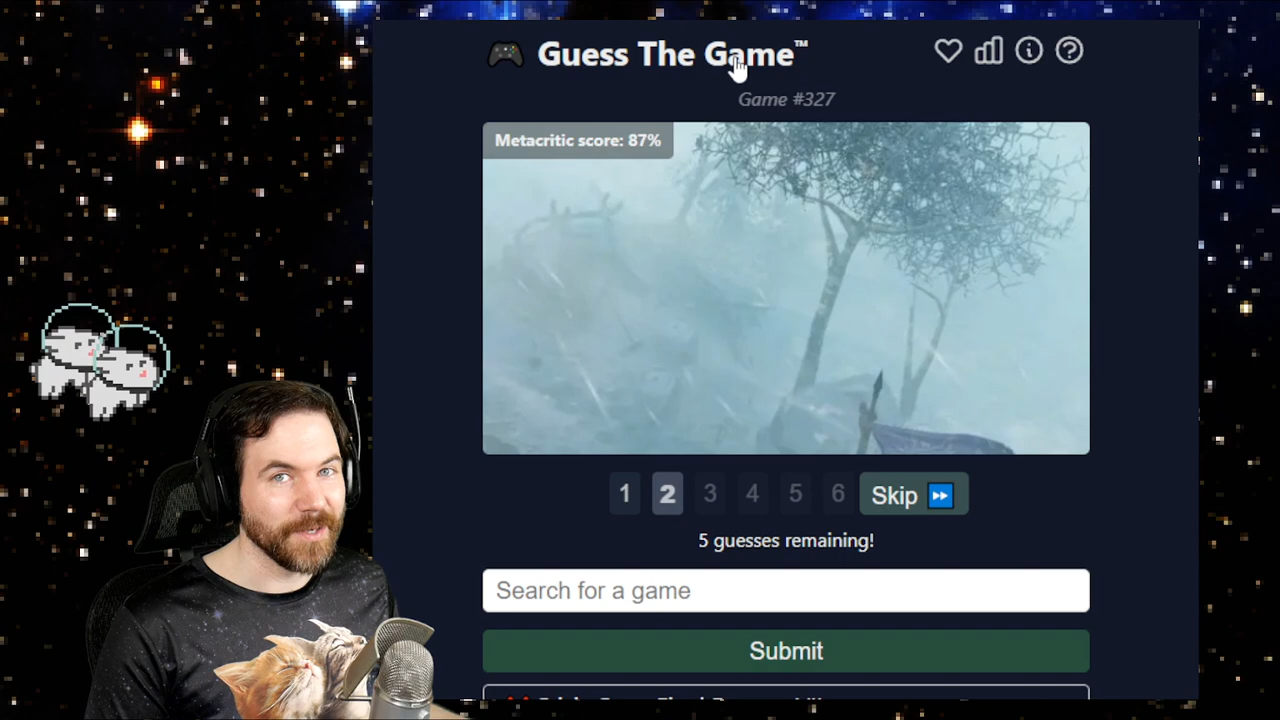 Guess The Game™
Game #327
Metacritic score: 87%
1 2 3 4 5 6 Skip
5 guesses remaining!
Search for a game
Submit